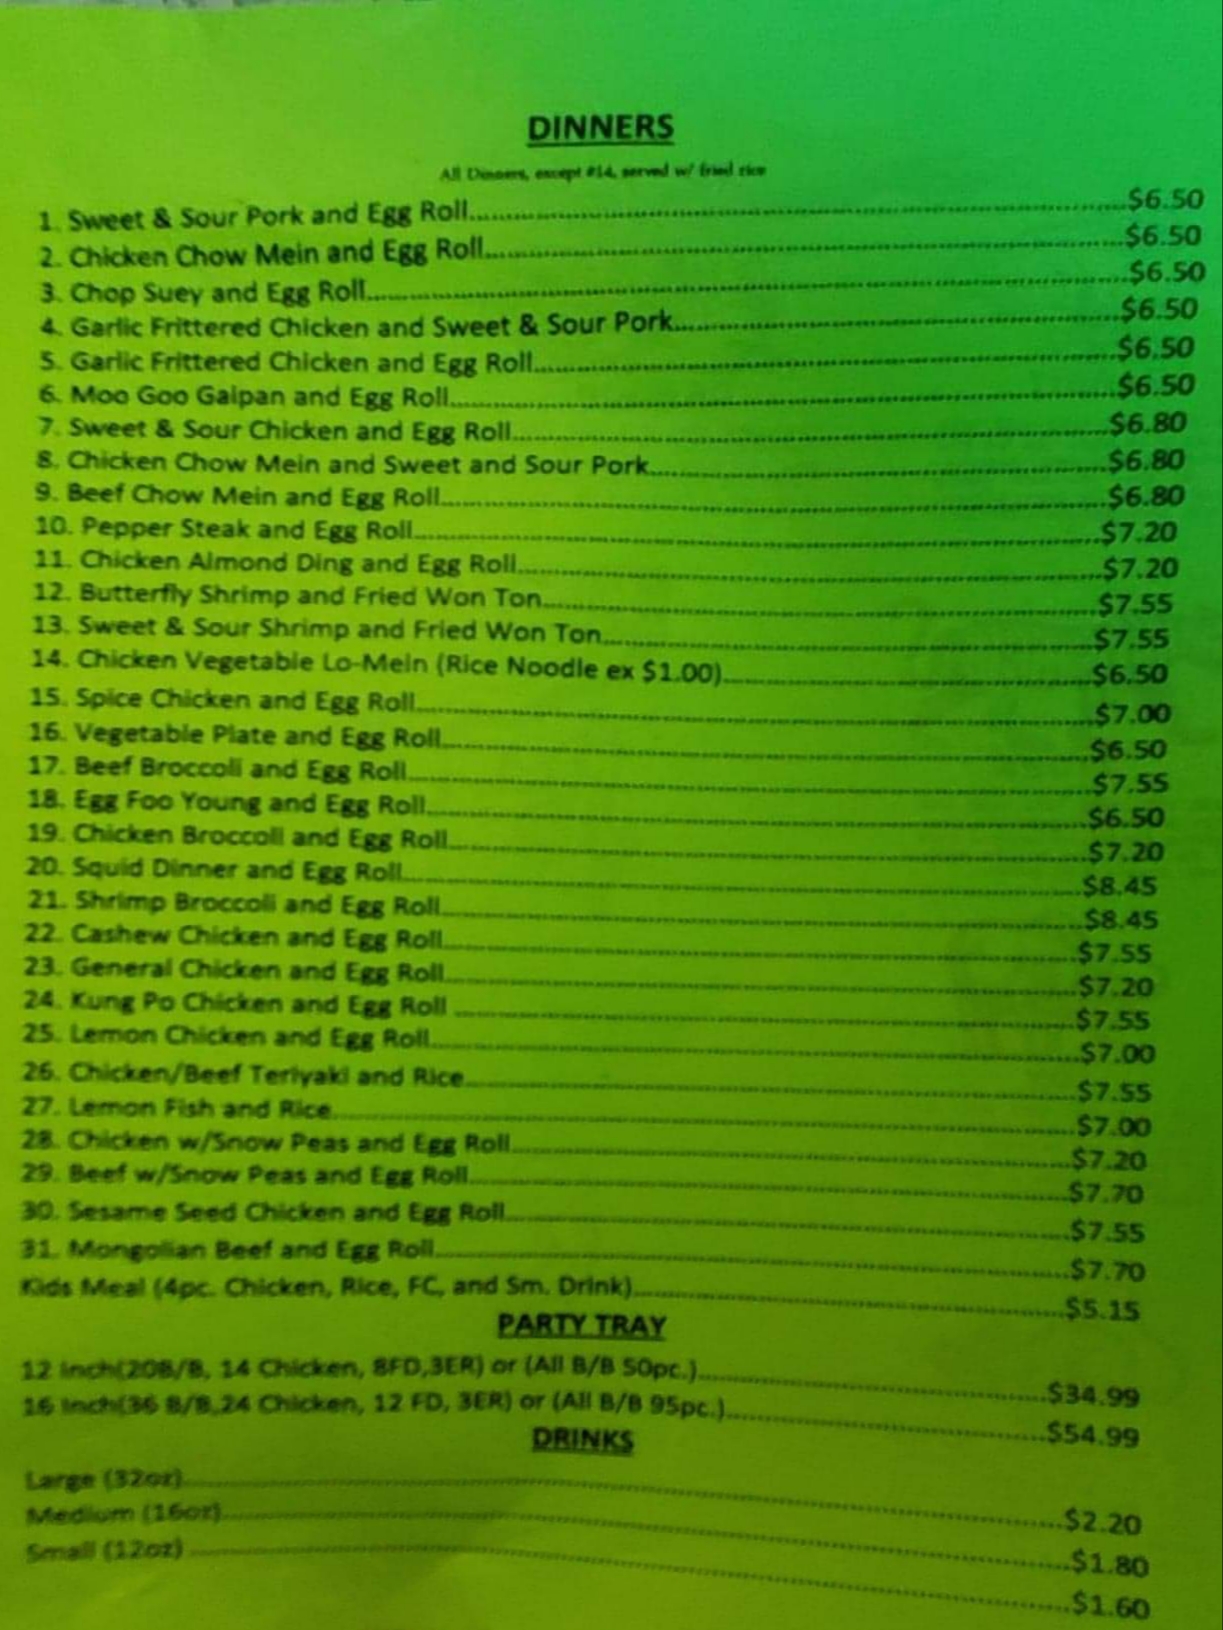 DINNERS
All Dinners, except #14, served w/ fried rice
1. Sweet & Sour Pork and Egg Roll..........$6.50
2. Chicken Chow Mein and Egg Roll..........$6.50
3. Chop Suey and Egg Roll..........$6.50
4. Garlic Frittered Chicken and Sweet & Sour Pork..........$6.50
5. Garlic Frittered Chicken and Egg Roll..........$6.50
6. Moo Goo Gaipan and Egg Roll..........$6.50
7. Sweet & Sour Chicken and Egg Roll..........$6.80
8. Chicken Chow Mein and Sweet and Sour Pork..........$6.80
9. Beef Chow Mein and Egg Roll..........$6.80
10. Pepper Steak and Egg Roll..........$7.20
11. Chicken Almond Ding and Egg Roll..........$7.20
12. Butterfly Shrimp and Fried Won Ton..........$7.55
13. Sweet & Sour Shrimp and Fried Won Ton..........$7.55
14. Chicken Vegetable Lo-Mein (Rice Noodle ex $1.00)..........$6.50
15. Spice Chicken and Egg Roll..........$7.00
16. Vegetable Plate and Egg Roll..........$6.50
17. Beef Broccoli and Egg Roll..........$7.55
18. Egg Foo Young and Egg Roll..........$6.50
19. Chicken Broccoli and Egg Roll..........$7.20
20. Squid Dinner and Egg Roll..........$8.45
21. Shrimp Broccoli and Egg Roll..........$8.45
22. Cashew Chicken and Egg Roll..........$7.55
23. General Chicken and Egg Roll..........$7.20
24. Kung Po Chicken and Egg Roll ..........$7.55
25. Lemon Chicken and Egg Roll..........$7.00
26. Chicken/Beef Teriyaki and Rice..........$7.55
27. Lemon Fish and Rice..........$7.00
28. Chicken w/Snow Peas and Egg Roll..........$7.20
29. Beef w/Snow Peas and Egg Roll..........$7.70
30. Sesame Seed Chicken and Egg Roll..........$7.55
31. Mongolian Beef and Egg Roll..........$7.70
Kids Meal (4pc. Chicken, Rice, FC, and Sm. Drink)..........$5.15
PARTY TRAY
12 Inch(20B/B, 14 Chicken, 8FD,3ER) or (All B/B 50pc.)..........$34.99
16 Inch(36 B/B,24 Chicken, 12 FD, 3ER) or (All B/B 95pc.)..........$54.99
DRINKS
Large (32oz)..........$2.20
Medium (16oz)..........$1.80
Small (12oz) ..........$1.60